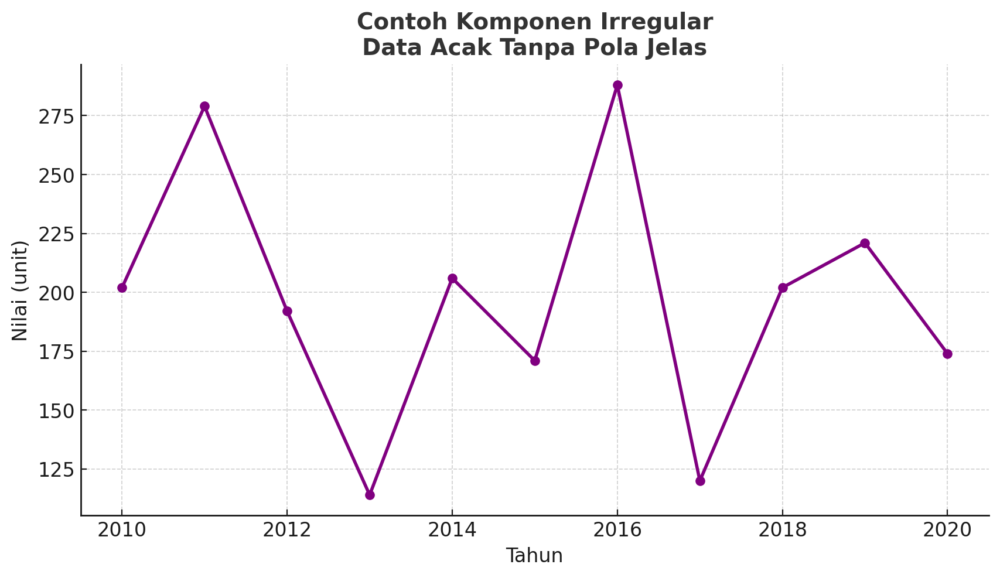 Contoh Komponen Irregular
Data Acak Tanpa Pola Jelas
Nilai (unit)
275
250
225
200
175
150
125
2010 2012 2014 2016 2018 2020
Tahun